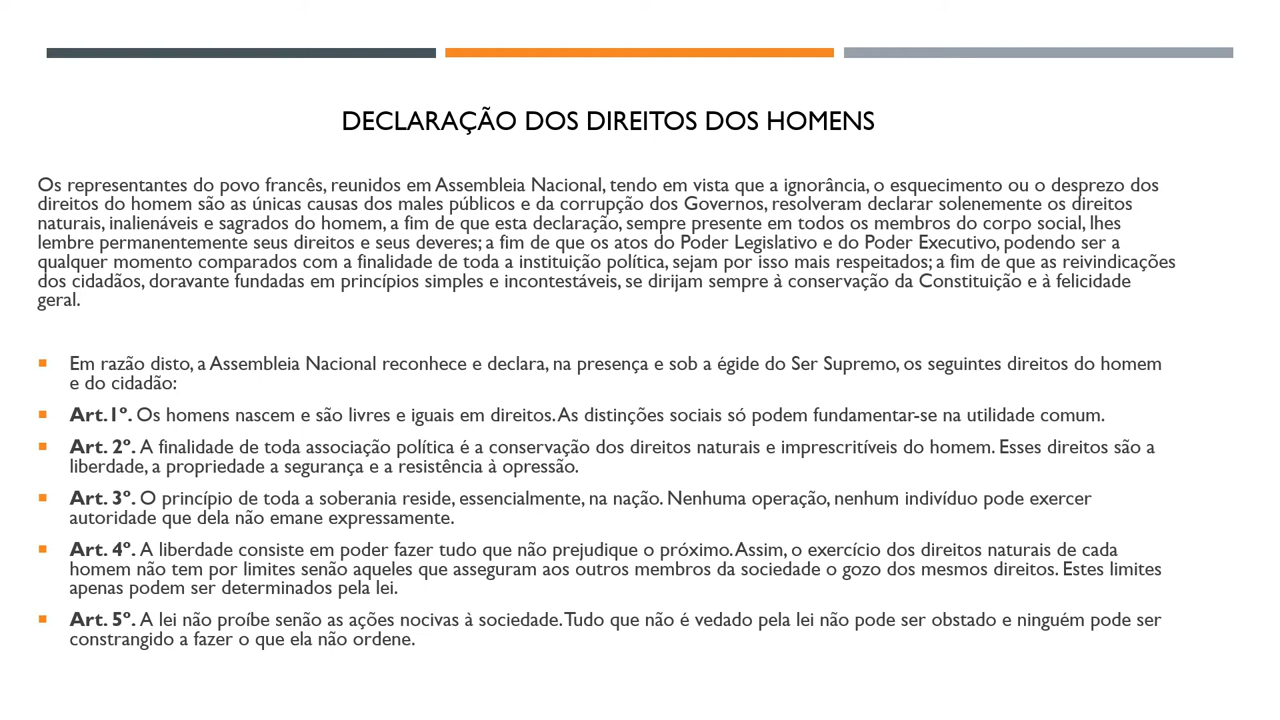 DECLARAÇÃO DOS DIREITOS DOS HOMENS
Os representantes do povo francês, reunidos em Assembleia Nacional, tendo em vista que a ignorância, o esquecimento ou o desprezo dos
direitos do homem são as únicas causas dos males públicos e da corrupção dos Governos, resolveram declarar solenemente os direitos
naturais, inalienáveis e sagrados do homem, a fim de que esta declaração, sempre presente em todos os membros do corpo social, lhes
lembre permanentemente seus direitos e seus deveres; a fim de que os atos do Poder Legislativo e do Poder Executivo, podendo ser a
qualquer momento comparados com a finalidade de toda a instituição política, sejam por isso mais respeitados; a fim de que as reivindicações
dos cidadãos, doravante fundadas em princípios simples e incontestáveis, se dirijam sempre à conservação da Constituição e à felicidade
geral.
Em razão disto, a Assembleia Nacional reconhece e declara, na presença e sob a égide do Ser Supremo, os seguintes direitos do homem
e do cidadão:
Art.1º. Os homens nascem e são livres e iguais em direitos. As distinções sociais só podem fundamentar-se na utilidade comum.
Art. 2º. A finalidade de toda associação política é a conservação dos direitos naturais e imprescritíveis do homem. Esses direitos são a
liberdade, a propriedade a segurança e a resistência à opressão.
Art. 3º. O princípio de toda a soberania reside, essencialmente, na nação. Nenhuma operação, nenhum indivíduo pode exercer
autoridade que dela não emane expressamente.
Art. 4º. A liberdade consiste em poder fazer tudo que não prejudique o próximo. Assim, o exercício dos direitos naturais de cada
homem não tem por limites senão aqueles que asseguram aos outros membros da sociedade o gozo dos mesmos direitos. Estes limites
apenas podem ser determinados pela lei.
Art. 5º. A lei não proíbe senão as ações nocivas à sociedade. Tudo que não é vedado pela lei não pode ser obstado e ninguém pode ser
constrangido a fazer o que ela não ordene.